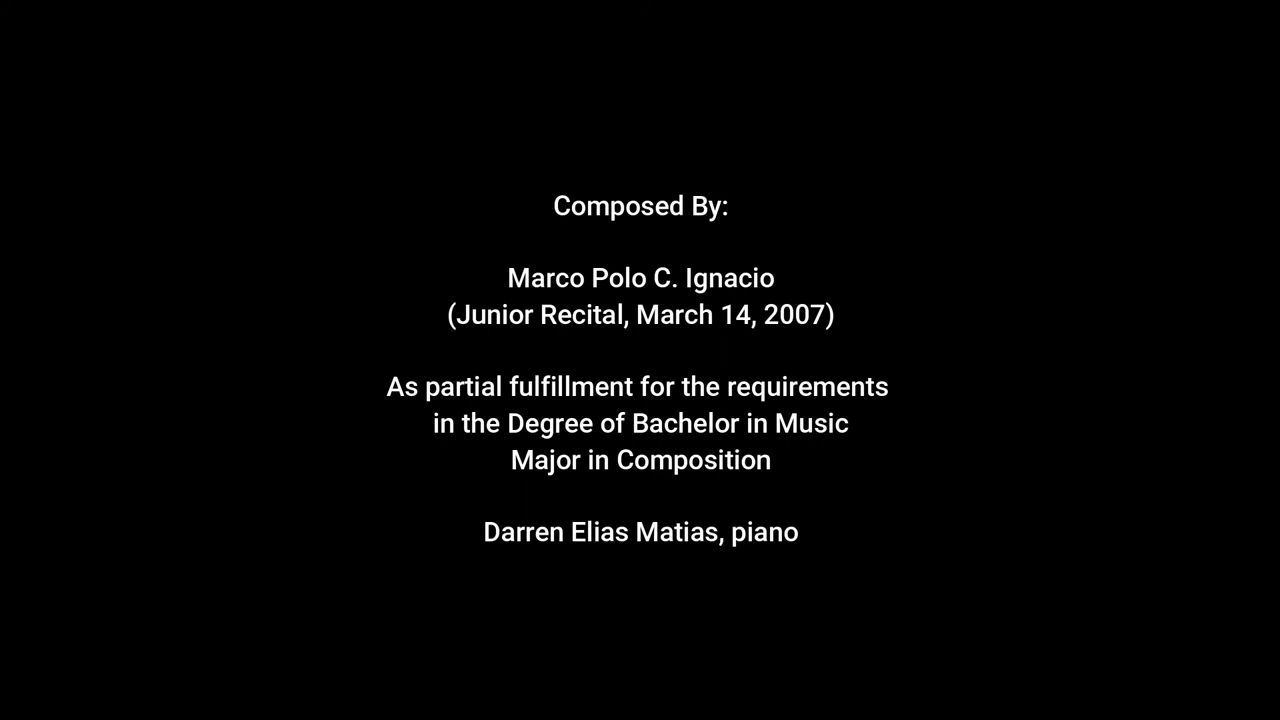 Composed By:
Marco Polo C. Ignacio
(Junior Recital, March 14, 2007)
As partial fulfillment for the requirements
in the Degree of Bachelor in Music
Major in Composition
Darren Elias Matias, piano